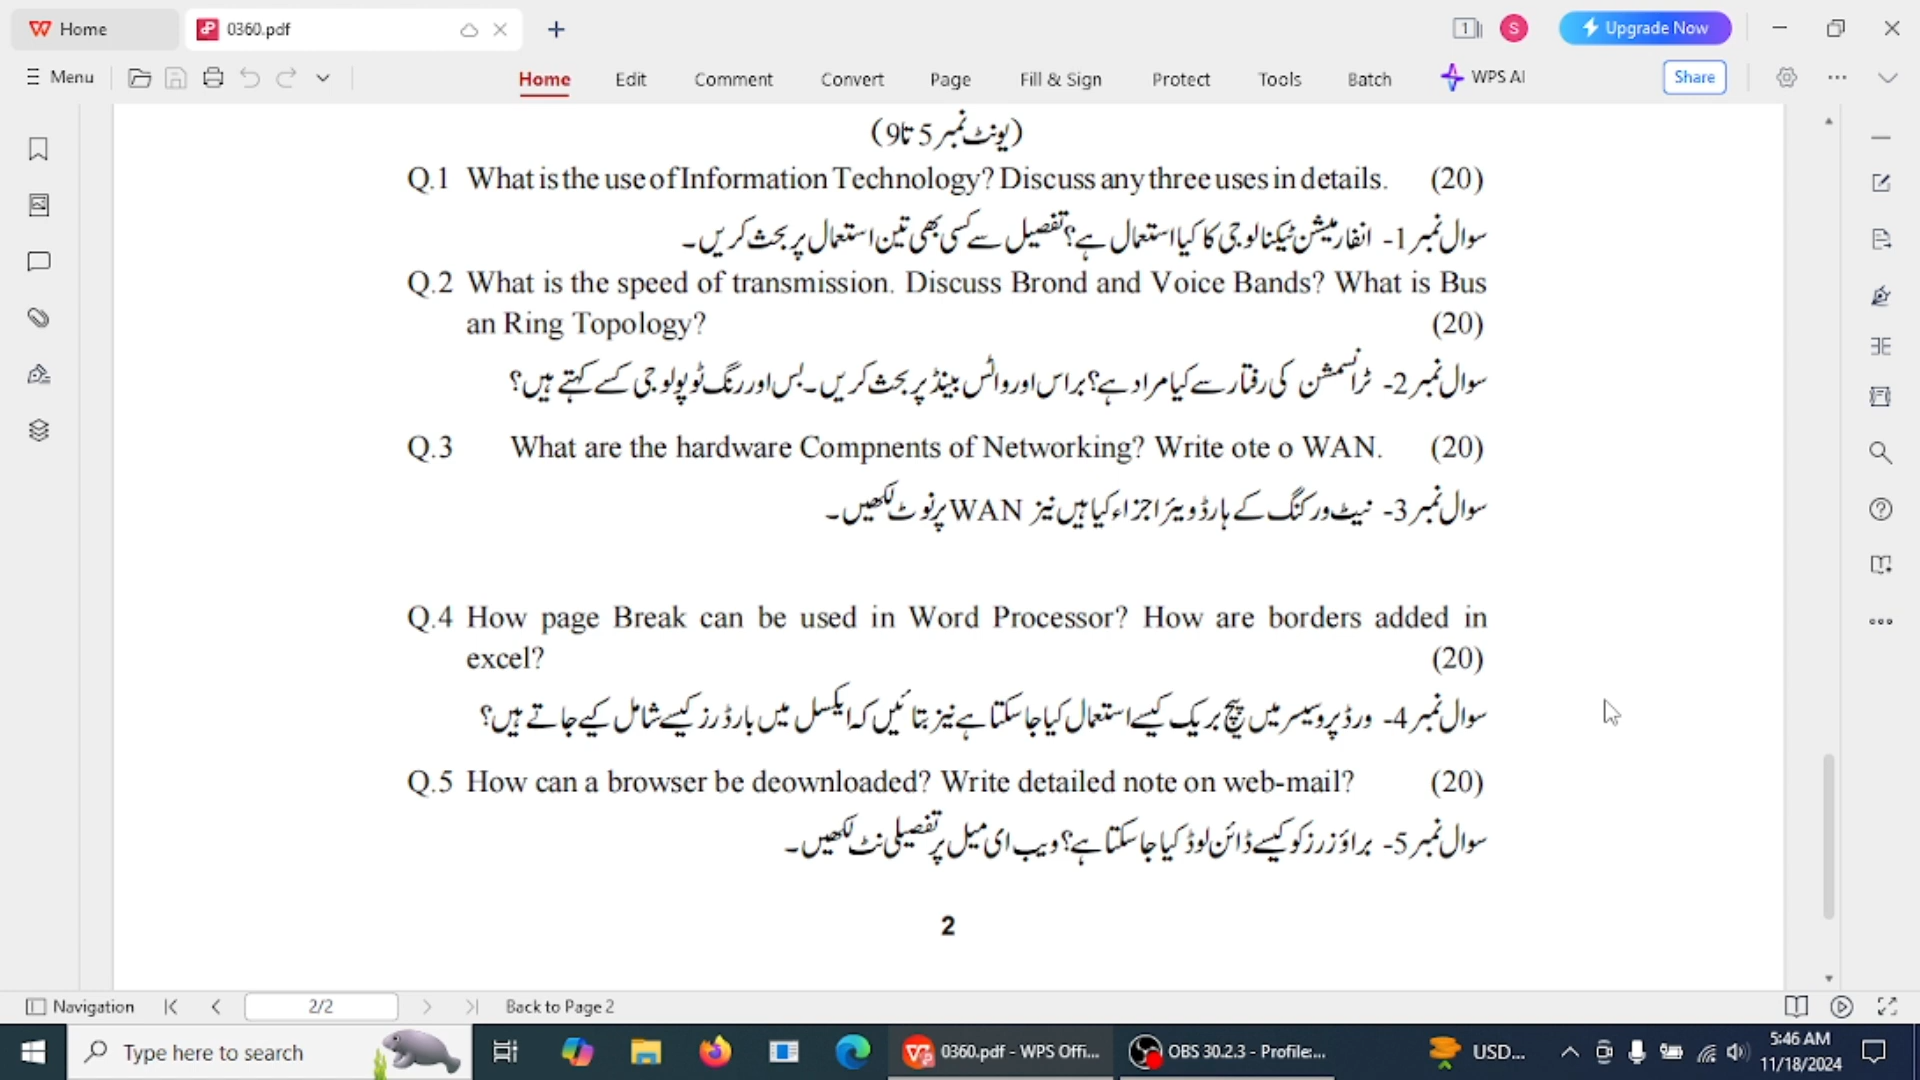 Home
0360.pdf
1
S
Upgrade Now
Menu
Home Edit Comment Convert Page Fill & Sign Protect Tools Batch WPS AI
Share
(یونٹ نمبر 5 تا 9)
Q.1 What is the use of Information Technology? Discuss any three uses in details. (20)
سوال نمبر 1- انفارمیشن ٹیکنالوجی کا کیا استعمال ہے؟ تفصیل سے کسی بھی تین استعمال پر بحث کریں۔
Q.2 What is the speed of transmission. Discuss Brond and Voice Bands? What is Bus
an Ring Topology? (20)
سوال نمبر 2- ٹرانسمشن کی رفتار سے کیا مراد ہے؟ براس اور وائس بینڈ پر بحث کریں۔ بس اور رنگ ٹوپولوجی کسے کہتے ہیں؟
Q.3 What are the hardware Compnents of Networking? Write ote o WAN. (20)
سوال نمبر 3- نیٹ ورکنگ کے ہارڈ ویئر اجزاء کیا ہیں نیز WAN پر نوٹ لکھیں۔
Q.4 How page Break can be used in Word Processor? How are borders added in
excel? (20)
سوال نمبر 4- ورڈ پروسیسر میں پیج بریک کیسے استعمال کیا جا سکتا ہے نیز بتائیں کہ ایکسل میں بارڈرز کیسے شامل کیے جاتے ہیں؟
Q.5 How can a browser be deownloaded? Write detailed note on web-mail? (20)
سوال نمبر 5- براؤزرز کو کیسے ڈائن لوڈ کیا جا سکتا ہے؟ ویب ای میل پر تفصیلی نٹ لکھیں۔
2
Navigation
2/2
Back to Page 2
Type here to search
0360.pdf - WPS Offi...
OBS 30.2.3 - Profile:...
USD...
5:46 AM
11/18/2024